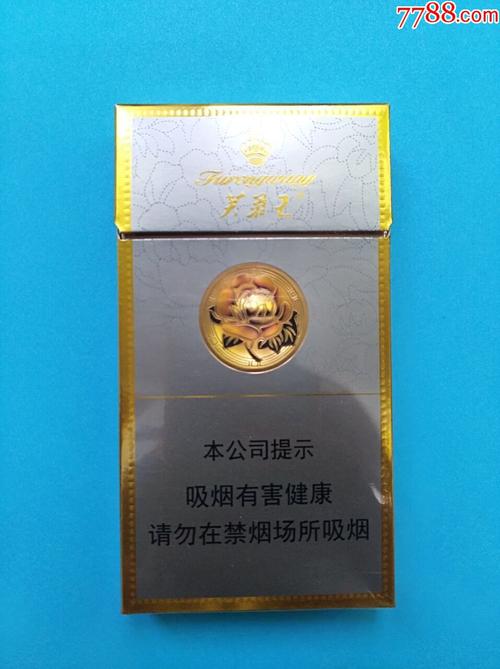 7788.com
Furongwang
芙蓉王
本公司提示
吸烟有害健康
请勿在禁烟场所吸烟